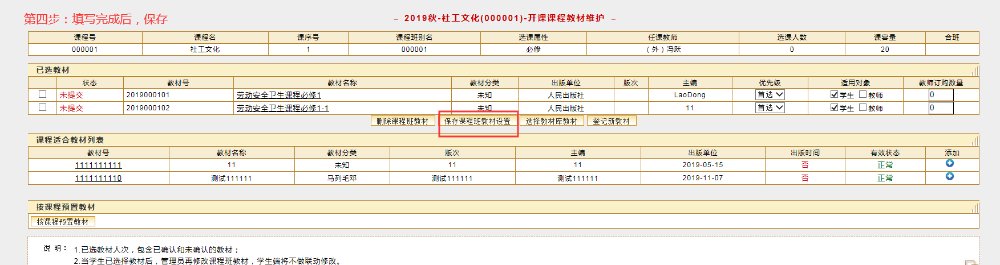 第四步：填写完成后，保存
– 2019秋-社工文化(000001)-开课课程教材维护 –
课程号 课程名 课序号 课程班别名 选课属性 任课教师 选课人数 课容量 合班
000001 社工文化 1 000001 必修 （外）冯跃 0 20
已选教材
状态 教材号 教材名称 教材分类 出版单位 版次 主编 优先级 适用对象 教师订购数量
未提交 2019000101 劳动安全卫生课程必修1 未知 人民出版社 LaoDong 首选 学生 教师 0
未提交 2019000102 劳动安全卫生课程必修1-1 未知 人民出版社 11 首选 学生 教师 0
删除课程班教材 保存课程班教材设置 选择教材库教材 登记新教材
课程适合教材列表
教材号 教材名称 教材分类 版次 主编 出版单位 出版时间 有效状态 添加
1111111111 11 未知 11 11 2019-05-15 否 正常
1111111110 测试111111 马列毛邓 测试111111 测试111111 2019-11-07 否 正常
按课程预置教材
按课程预置教材
说 明： 1.已选教材人次，包含已确认和未确认的教材；
2.当学生已选择教材后，管理员再修改课程班教材，学生端将不做联动修改。